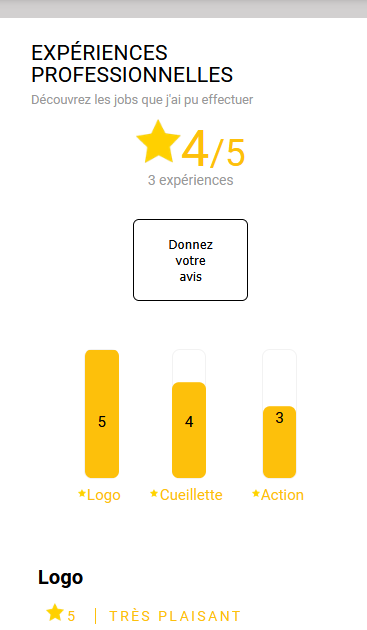 EXPÉRIENCES
PROFESSIONNELLES
Découvrez les jobs que j'ai pu effectuer
4/5
3 expériences
Donnez
votre
avis
5
4
3
Logo
Cueillette
Action
Logo
5 TRÈS PLAISANT